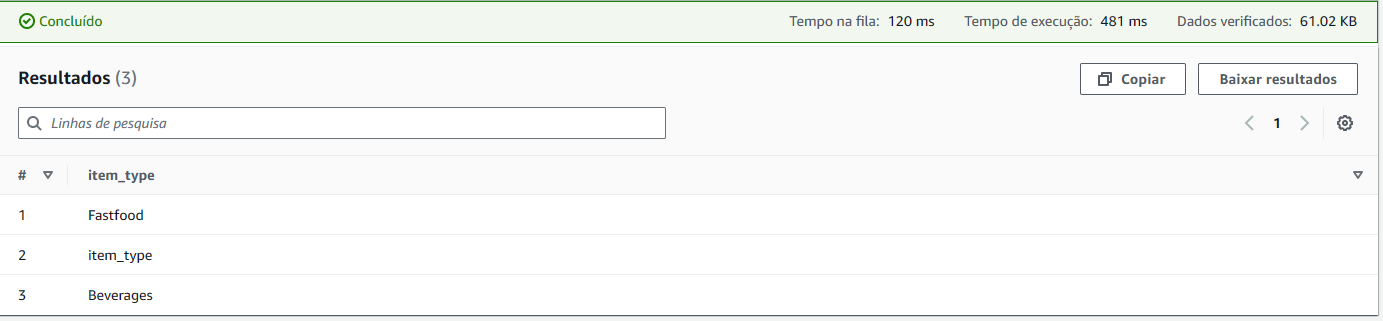 Concluído Tempo na fila: 120 ms Tempo de execução: 481 ms Dados verificados: 61.02 KB
Resultados (3) Copiar Baixar resultados
Linhas de pesquisa 1
# item_type
1 Fastfood
2 item_type
3 Beverages